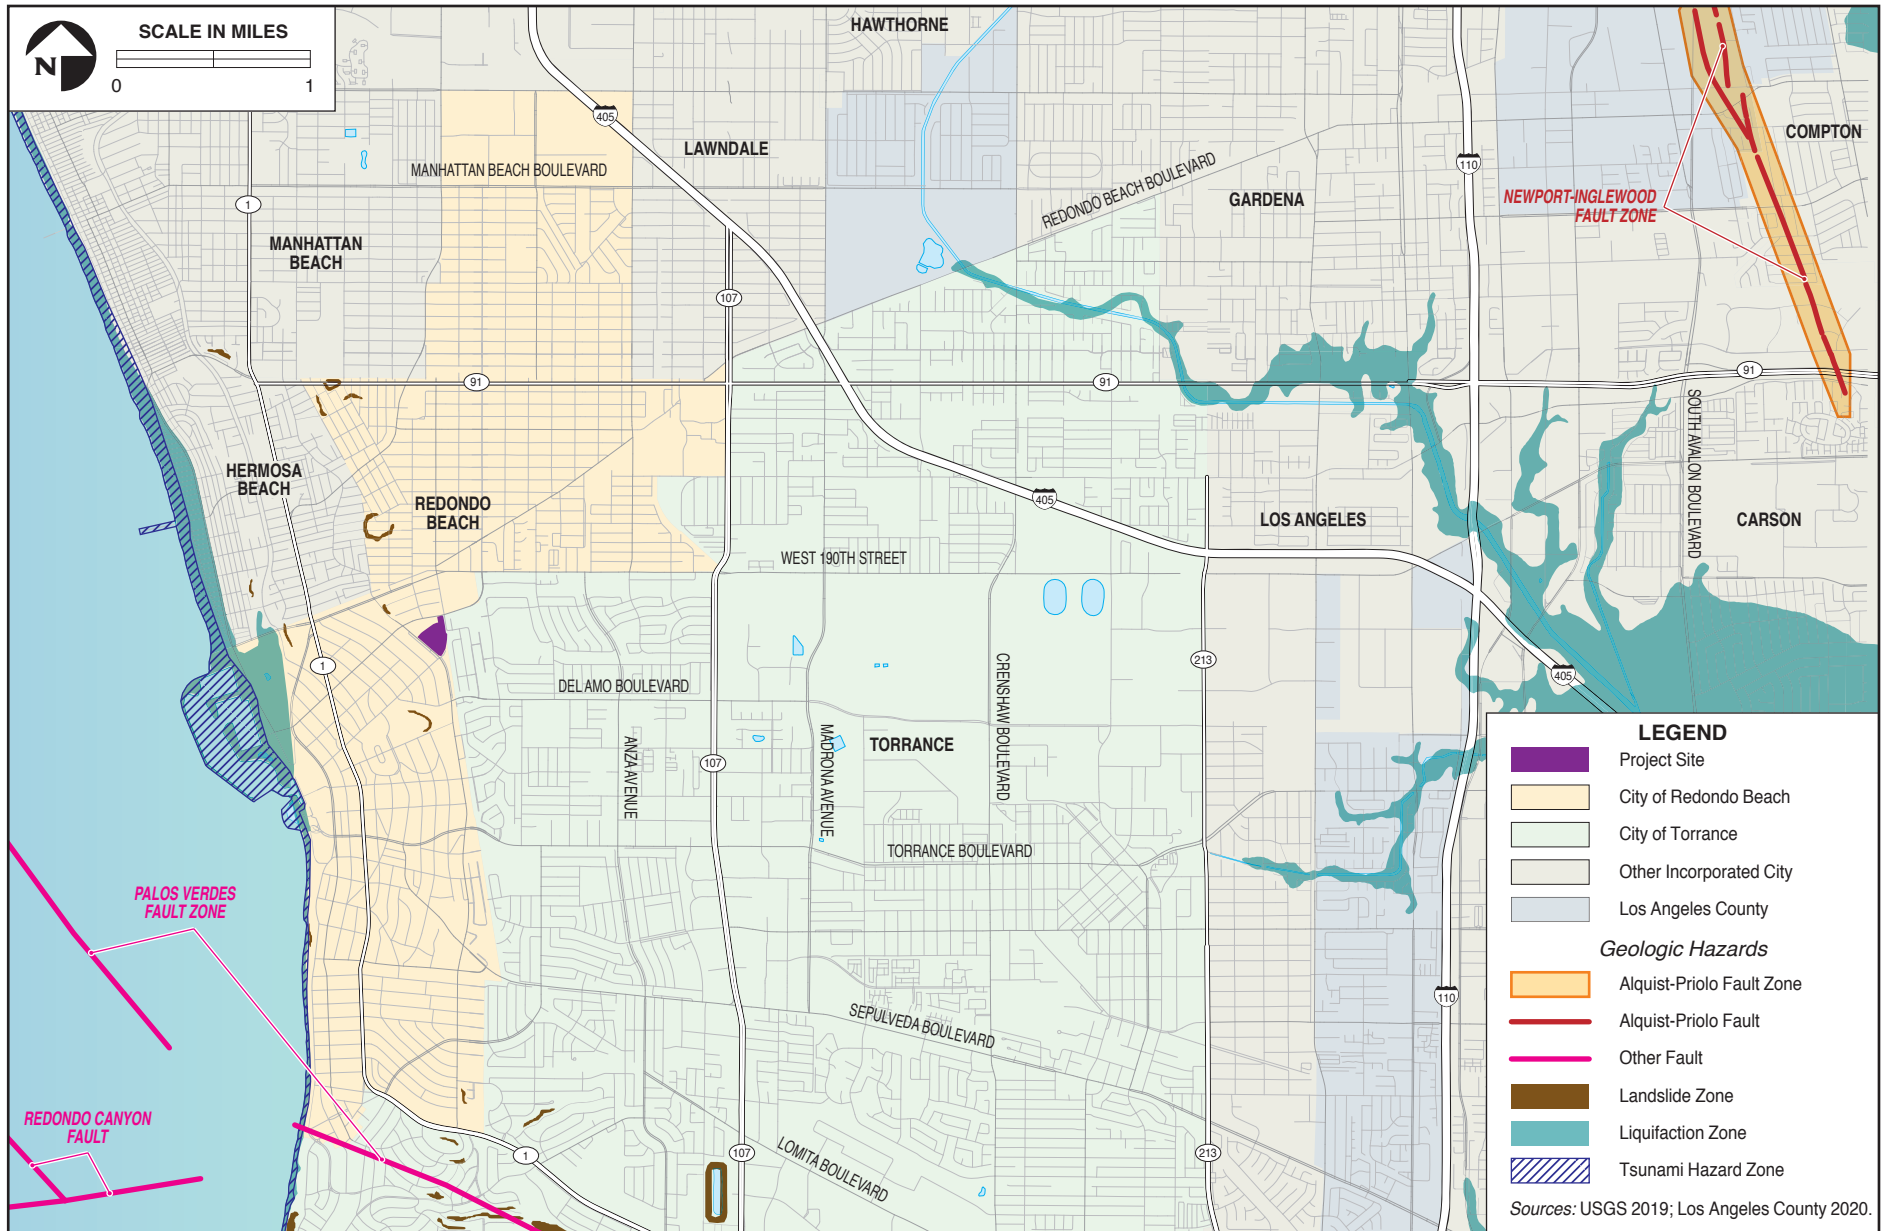 SCALE IN MILES
N
0 1
HAWTHORNE
405
LAWNDALE
COMPTON
MANHATTAN BEACH BOULEVARD
110
REDONDO BEACH BOULEVARD
GARDENA
NEWPORT-INGLEWOOD
FAULT ZONE
1
MANHATTAN
BEACH
107
91
91
91
SOUTH AVALON BOULEVARD
HERMOSA
BEACH
REDONDO
BEACH
405
LOS ANGELES
CARSON
WEST 190TH STREET
1
213
405
DEL AMO BOULEVARD
CRENSHAW BOULEVARD
ANZA AVENUE
107
MADRONA AVENUE
TORRANCE
TORRANCE BOULEVARD
PALOS VERDES
FAULT ZONE
SEPULVEDA BOULEVARD
110
REDONDO CANYON
FAULT
1
107
LOMITA BOULEVARD
213
LEGEND
Project Site
City of Redondo Beach
City of Torrance
Other Incorporated City
Los Angeles County
Geologic Hazards
Alquist-Priolo Fault Zone
Alquist-Priolo Fault
Other Fault
Landslide Zone
Liquifaction Zone
Tsunami Hazard Zone
Sources: USGS 2019; Los Angeles County 2020.